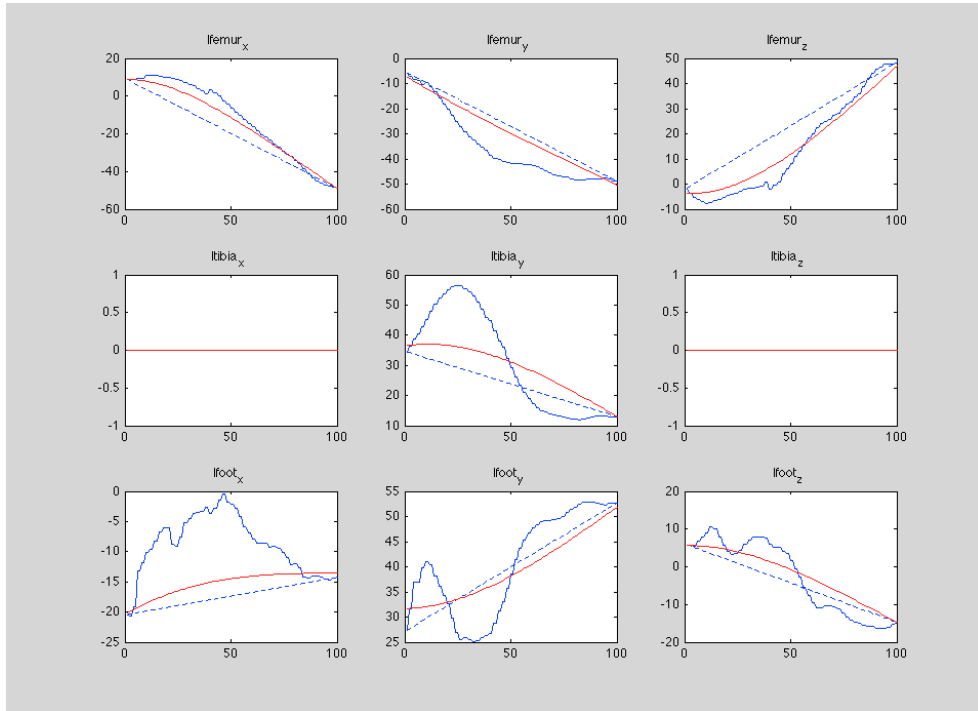 lfemur_x lfemur_y lfemur_z
20 0 50
0 -10 40
-20 -20 30
-40 -30 20
-60 -40 10
-50 0
-60 -10
0 50 100 0 50 100 0 50 100
ltibia_x ltibia_y ltibia_z
1 60 1
0.5 50 0.5
0 40 0
-0.5 30 -0.5
-1 20 -1
10
0 50 100 0 50 100 0 50 100
lfoot_x lfoot_y lfoot_z
0 55 20
-5 50 10
-10 45 0
-15 40 -10
-20 35 -20
-25 30
25
0 50 100 0 50 100 0 50 100